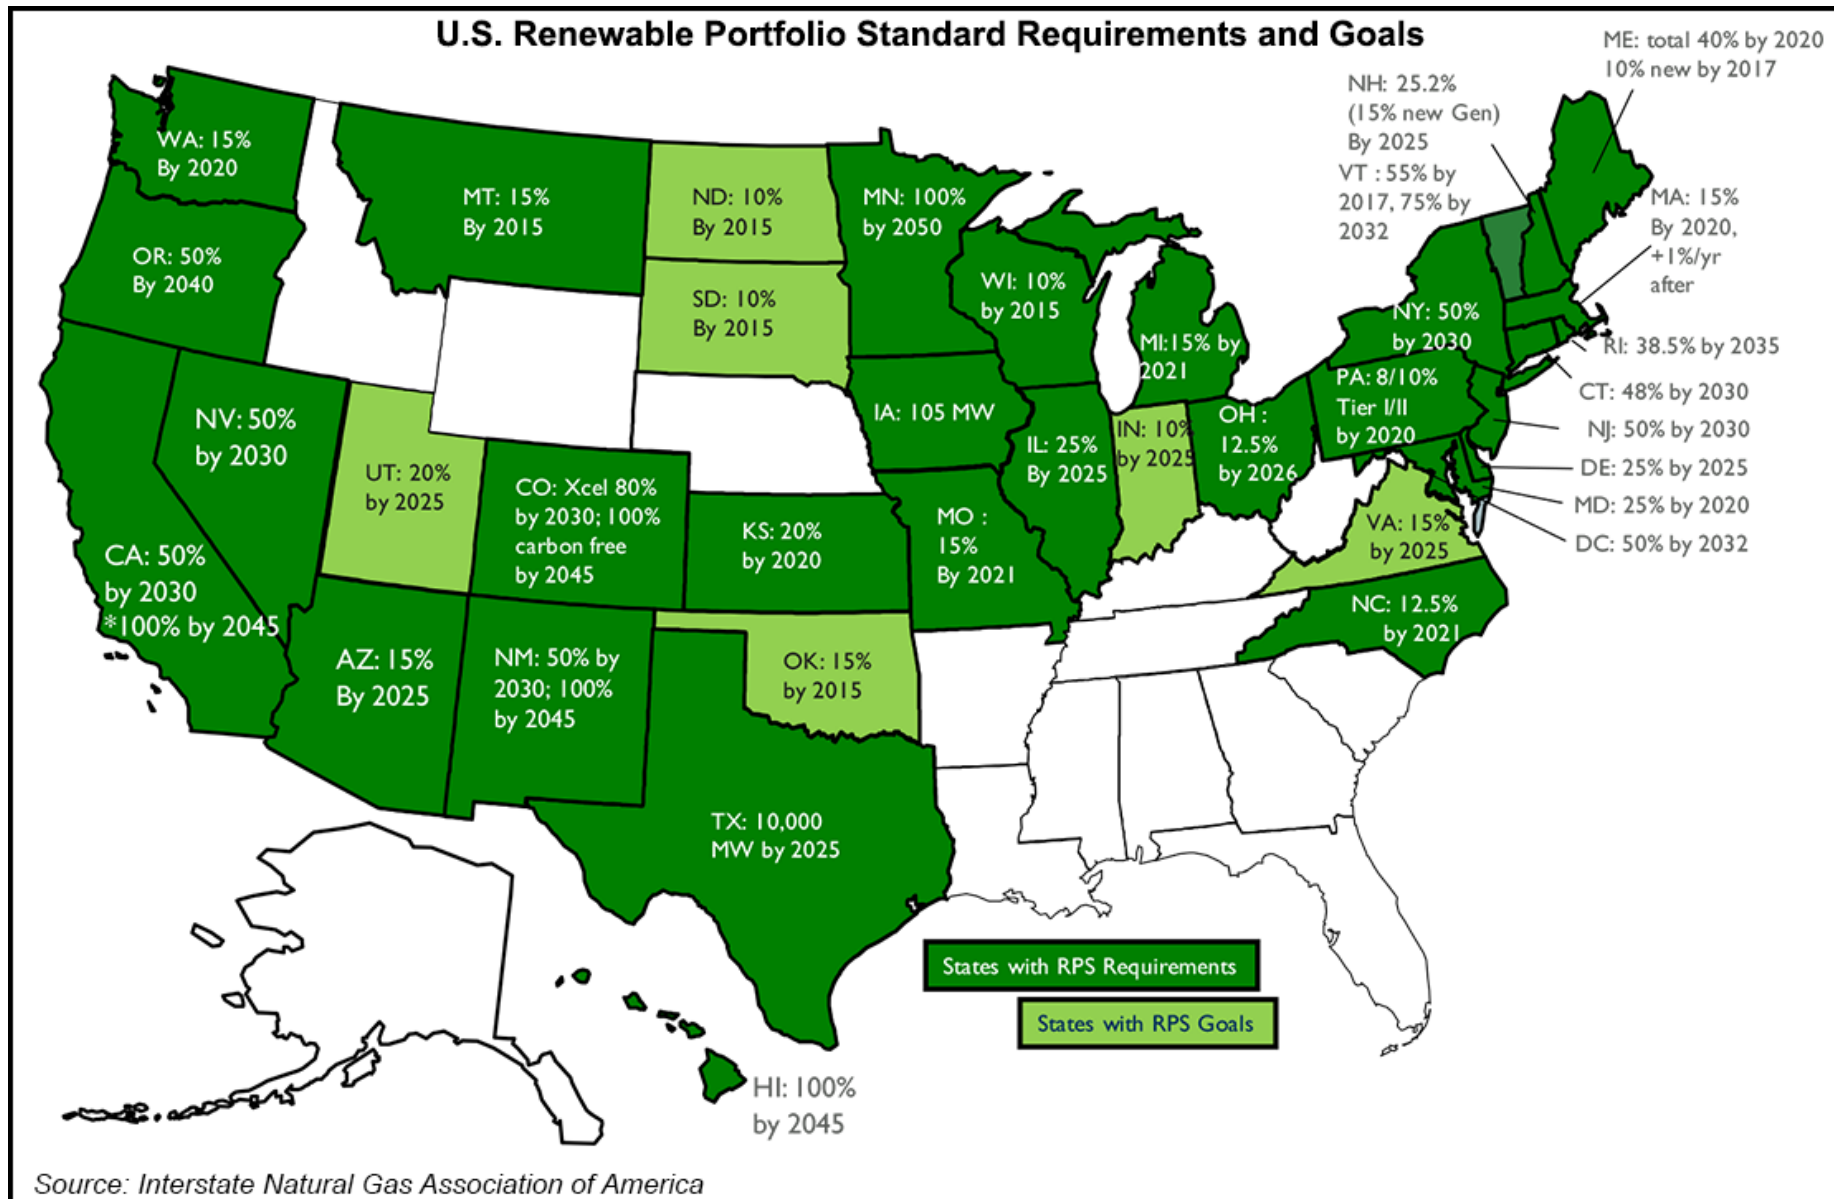 U.S. Renewable Portfolio Standard Requirements and Goals
ME: total 40% by 2020
10% new by 2017
NH: 25.2%
(15% new Gen)
By 2025
VT : 55% by
2017, 75% by
2032
MA: 15%
By 2020,
+1%/yr
after
WA: 15%
By 2020
MT: 15%
By 2015
ND: 10%
By 2015
MN: 100%
by 2050
OR: 50%
By 2040
SD: 10%
By 2015
WI: 10%
by 2015
MI:15% by
2021
NY: 50%
by 2030
RI: 38.5% by 2035
CT: 48% by 2030
NJ: 50% by 2030
DE: 25% by 2025
MD: 25% by 2020
DC: 50% by 2032
PA: 8/10%
Tier I/II
by 2020
NV: 50%
by 2030
UT: 20%
by 2025
CO: Xcel 80%
by 2030; 100%
carbon free
by 2045
IA: 105 MW
IL: 25%
By 2025
IN: 10%
by 2025
OH :
12.5%
by 2026
KS: 20%
by 2020
MO :
15%
By 2021
VA: 15%
by 2025
CA: 50%
by 2030
*100% by 2045
NC: 12.5%
by 2021
AZ: 15%
By 2025
NM: 50% by
2030; 100%
by 2045
OK: 15%
by 2015
TX: 10,000
MW by 2025
States with RPS Requirements
States with RPS Goals
HI: 100%
by 2045
Source: Interstate Natural Gas Association of America